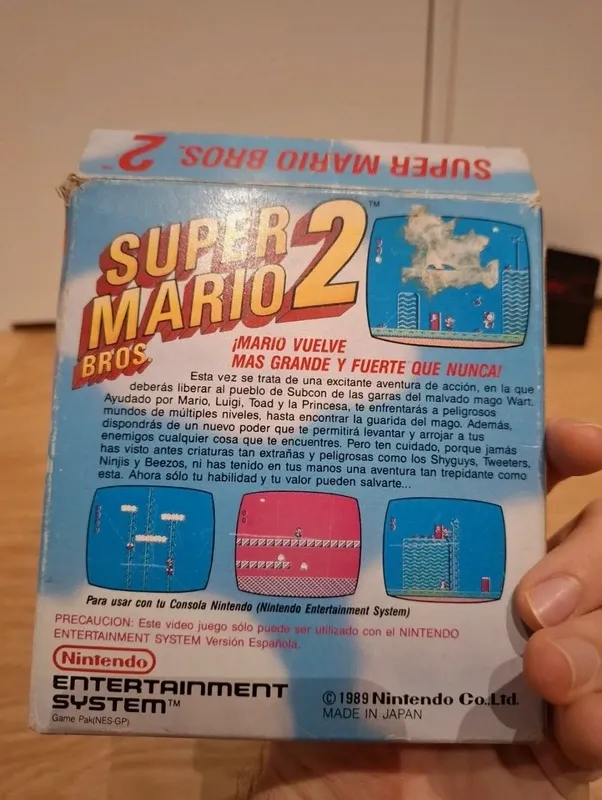 SUPER MARIO BROS. 2™
SUPER
MARIO 2™
BROS.
¡MARIO VUELVE
MAS GRANDE Y FUERTE QUE NUNCA!
Esta vez se trata de una excitante aventura de acción, en la que
deberás liberar al pueblo de Subcon de las garras del malvado mago Wart.
Ayudado por Mario, Luigi, Toad y la Princesa, te enfrentarás a peligrosos
mundos de múltiples niveles, hasta encontrar la guarida del mago. Además,
dispondrás de un nuevo poder que te permitirá levantar y arrojar a tus
enemigos cualquier cosa que te encuentres. Pero ten cuidado, porque jamás
has visto antes criaturas tan extrañas y peligrosas como los Shyguys, Tweeters,
Ninjis y Beezos, ni has tenido en tus manos una aventura tan trepidante como
esta. Ahora sólo tu habilidad y tu valor pueden salvarte...
Para usar con tu Consola Nintendo (Nintendo Entertainment System)
PRECAUCION: Este video juego sólo puede ser utilizado con el NINTENDO
ENTERTAINMENT SYSTEM Versión Española.
Nintendo
ENTERTAINMENT
SYSTEM™
Game Pak(NES-GP)
©1989 Nintendo Co.,Ltd.
MADE IN JAPAN